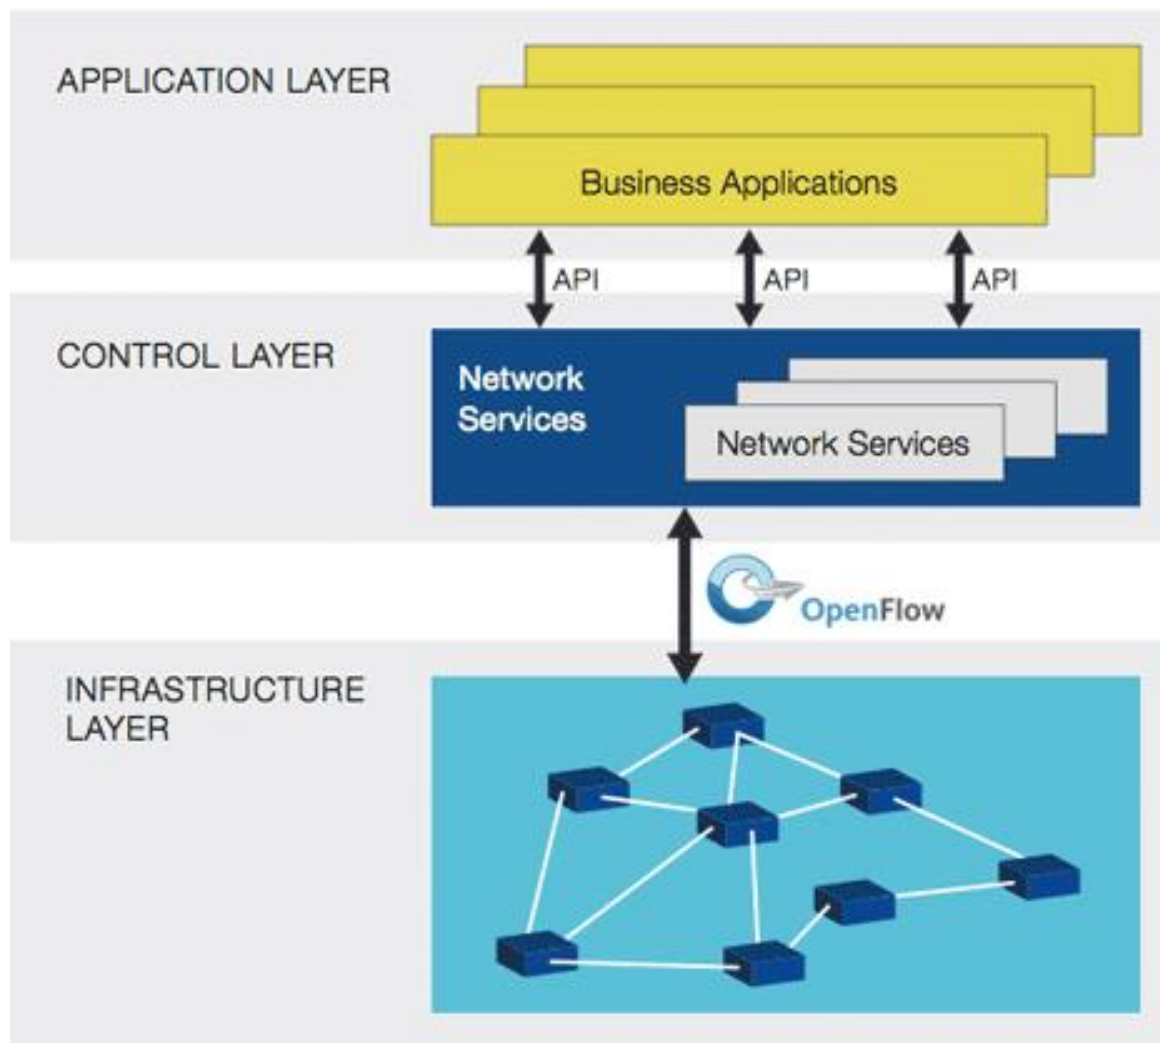 APPLICATION LAYER
Business Applications
API
API
API
CONTROL LAYER
Network
Services
Network Services
OpenFlow
INFRASTRUCTURE
LAYER